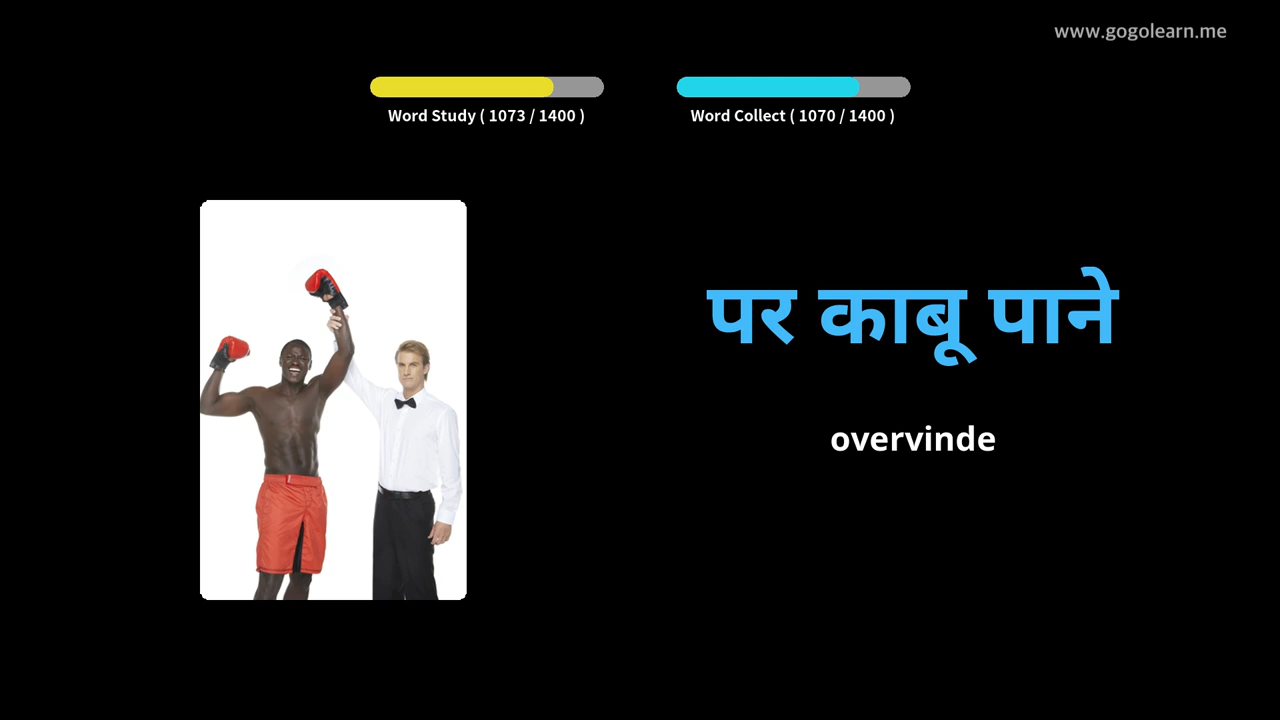 www.gogolearn.me
Word Study ( 1073 / 1400 )
Word Collect ( 1070 / 1400 )
पर काबू पाने
overvinde